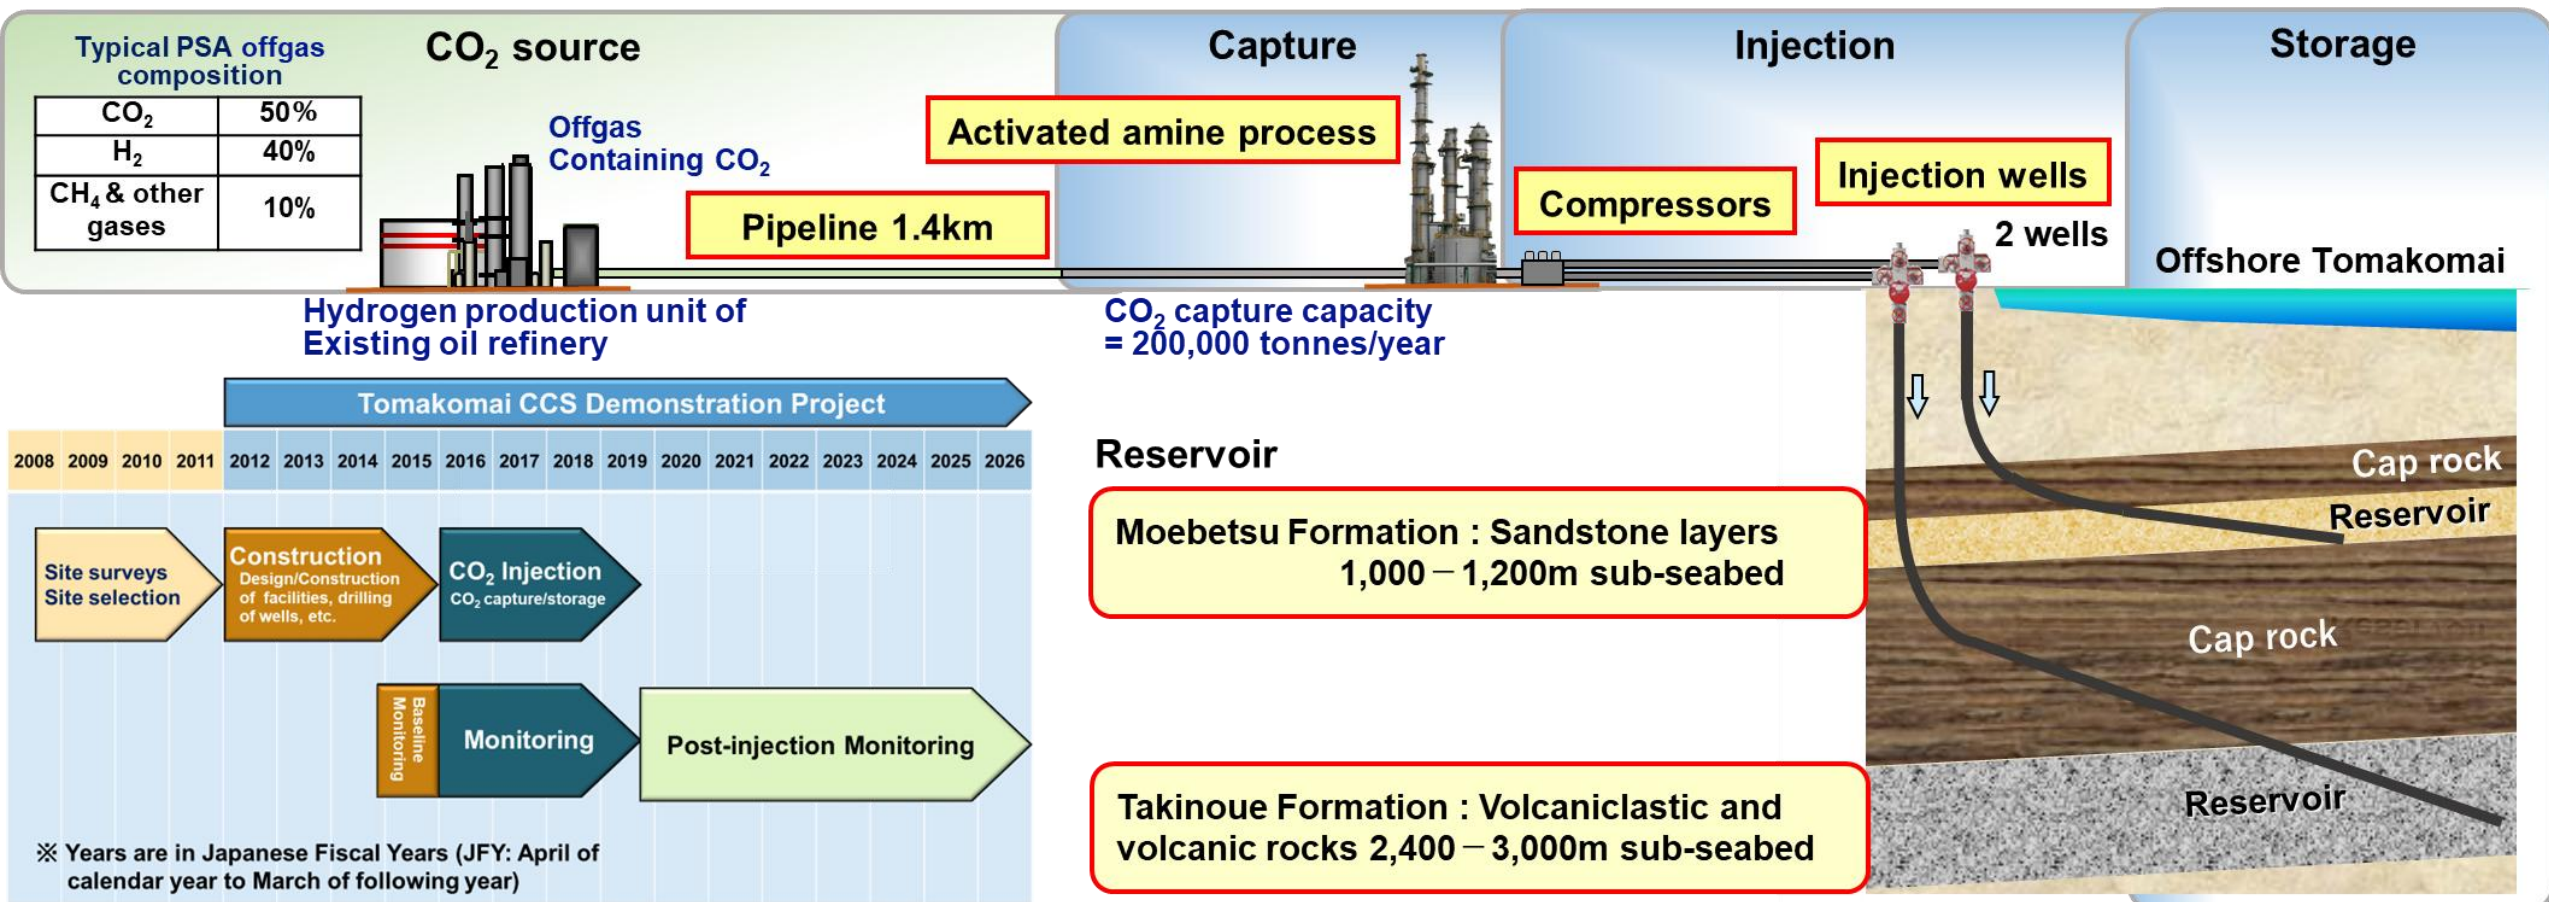 Typical PSA offgas
composition
CO₂ 50%
H₂ 40%
CH₄ & other
gases 10%
CO₂ source
Offgas
Containing CO₂
Pipeline 1.4km
Hydrogen production unit of
Existing oil refinery
Capture
Activated amine process
CO₂ capture capacity
= 200,000 tonnes/year
Injection
Compressors
Injection wells
2 wells
Storage
Offshore Tomakomai
Tomakomai CCS Demonstration Project
2008 2009 2010 2011 2012 2013 2014 2015 2016 2017 2018 2019 2020 2021 2022 2023 2024 2025 2026
Site surveys
Site selection
Construction
Design/Construction
of facilities, drilling
of wells, etc.
CO₂ Injection
CO₂ capture/storage
Baseline
Monitoring
Monitoring
Post-injection Monitoring
※ Years are in Japanese Fiscal Years (JFY: April of
calendar year to March of following year)
Reservoir
Moebetsu Formation : Sandstone layers
1,000－1,200m sub-seabed
Takinoue Formation : Volcaniclastic and
volcanic rocks 2,400－3,000m sub-seabed
Cap rock
Reservoir
Cap rock
Reservoir